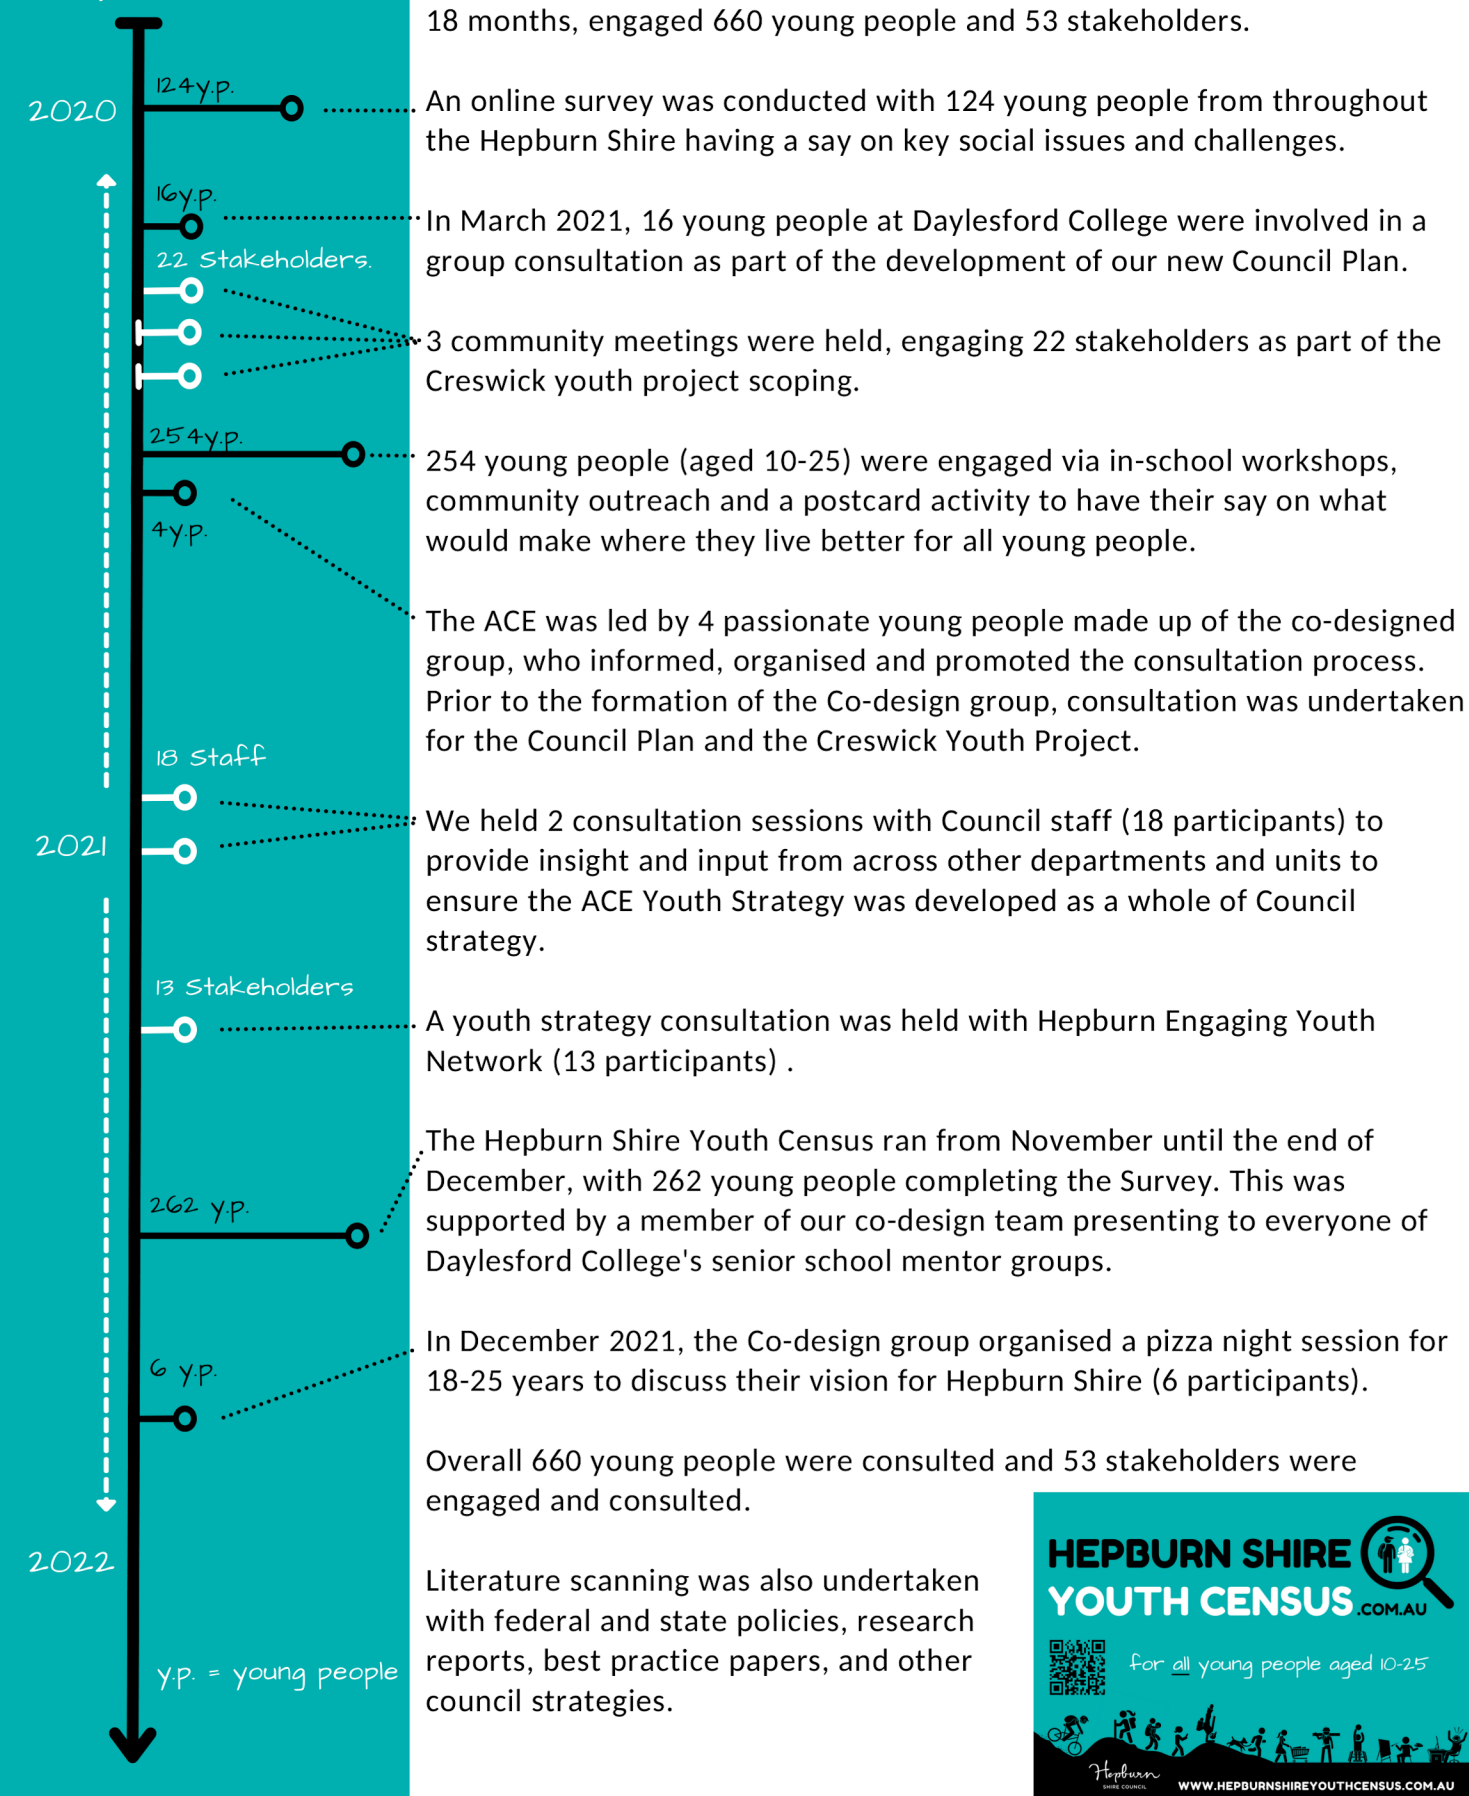 18 months, engaged 660 young people and 53 stakeholders.
2020
124y.p.
An online survey was conducted with 124 young people from throughout
the Hepburn Shire having a say on key social issues and challenges.
16y.p.
In March 2021, 16 young people at Daylesford College were involved in a
group consultation as part of the development of our new Council Plan.
22 Stakeholders.
3 community meetings were held, engaging 22 stakeholders as part of the
Creswick youth project scoping.
254y.p.
254 young people (aged 10-25) were engaged via in-school workshops,
community outreach and a postcard activity to have their say on what
would make where they live better for all young people.
4y.p.
The ACE was led by 4 passionate young people made up of the co-designed
group, who informed, organised and promoted the consultation process.
Prior to the formation of the Co-design group, consultation was undertaken
for the Council Plan and the Creswick Youth Project.
18 Staff
2021
We held 2 consultation sessions with Council staff (18 participants) to
provide insight and input from across other departments and units to
ensure the ACE Youth Strategy was developed as a whole of Council
strategy.
13 Stakeholders
A youth strategy consultation was held with Hepburn Engaging Youth
Network (13 participants) .
262 y.p.
The Hepburn Shire Youth Census ran from November until the end of
December, with 262 young people completing the Survey. This was
supported by a member of our co-design team presenting to everyone of
Daylesford College's senior school mentor groups.
6 y.p.
In December 2021, the Co-design group organised a pizza night session for
18-25 years to discuss their vision for Hepburn Shire (6 participants).
Overall 660 young people were consulted and 53 stakeholders were
engaged and consulted.
2022
Literature scanning was also undertaken
with federal and state policies, research
reports, best practice papers, and other
council strategies.
y.p. = young people
HEPBURN SHIRE
YOUTH CENSUS.COM.AU
for all young people aged 10-25
Hepburn
SHIRE COUNCIL
WWW.HEPBURNSHIREYOUTHCENSUS.COM.AU